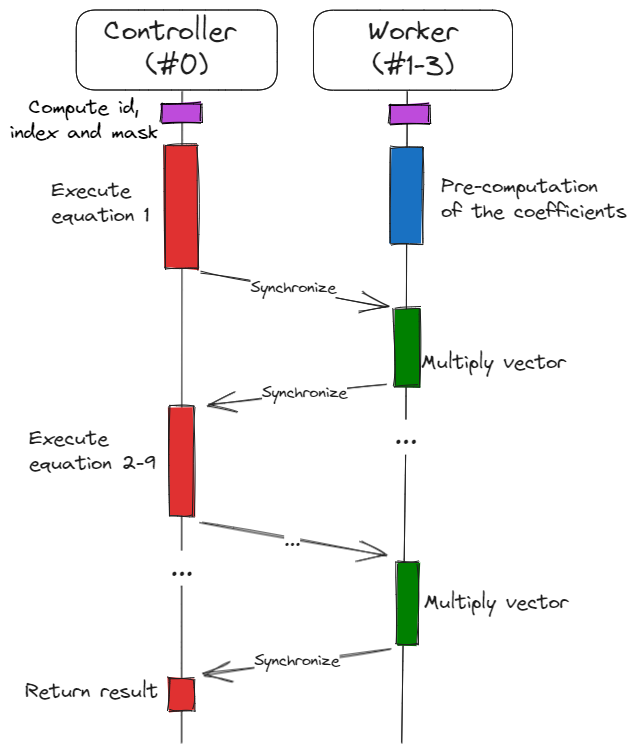 Controller
(#0)
Worker
(#1-3)
Compute id,
index and mask
Execute
equation 1
Pre-computation
of the coefficients
Synchronize
Multiply vector
Synchronize
...
Execute
equation 2-9
...
...
Multiply vector
Synchronize
Return result